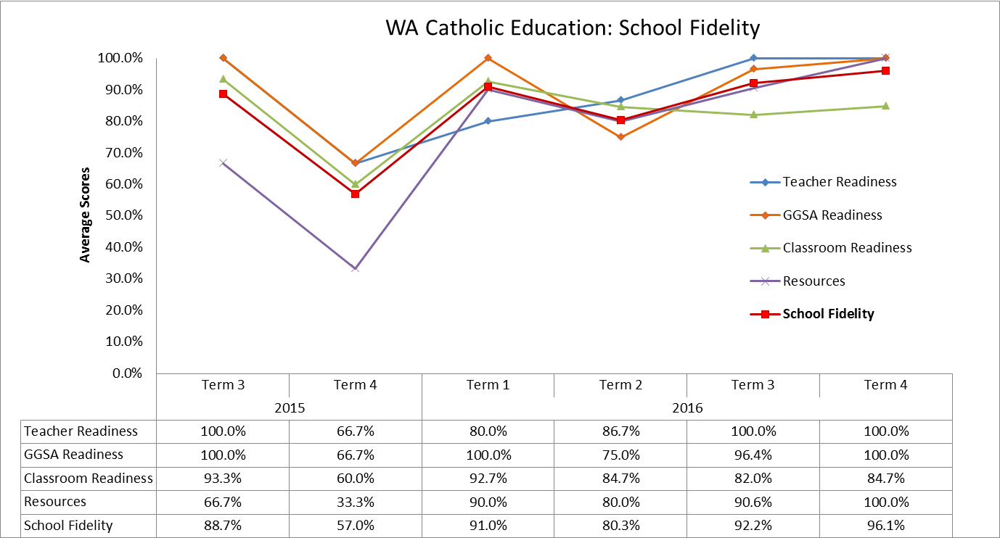 WA Catholic Education: School Fidelity
100.0%
90.0%
80.0%
70.0%
60.0%
50.0%
40.0%
30.0%
20.0%
10.0%
0.0%
Average Scores
Teacher Readiness
GGSA Readiness
Classroom Readiness
Resources
School Fidelity
Term 3 Term 4 Term 1 Term 2 Term 3 Term 4
2015 2016
Teacher Readiness 100.0% 66.7% 80.0% 86.7% 100.0% 100.0%
GGSA Readiness 100.0% 66.7% 100.0% 75.0% 96.4% 100.0%
Classroom Readiness 93.3% 60.0% 92.7% 84.7% 82.0% 84.7%
Resources 66.7% 33.3% 90.0% 80.0% 90.6% 100.0%
School Fidelity 88.7% 57.0% 91.0% 80.3% 92.2% 96.1%